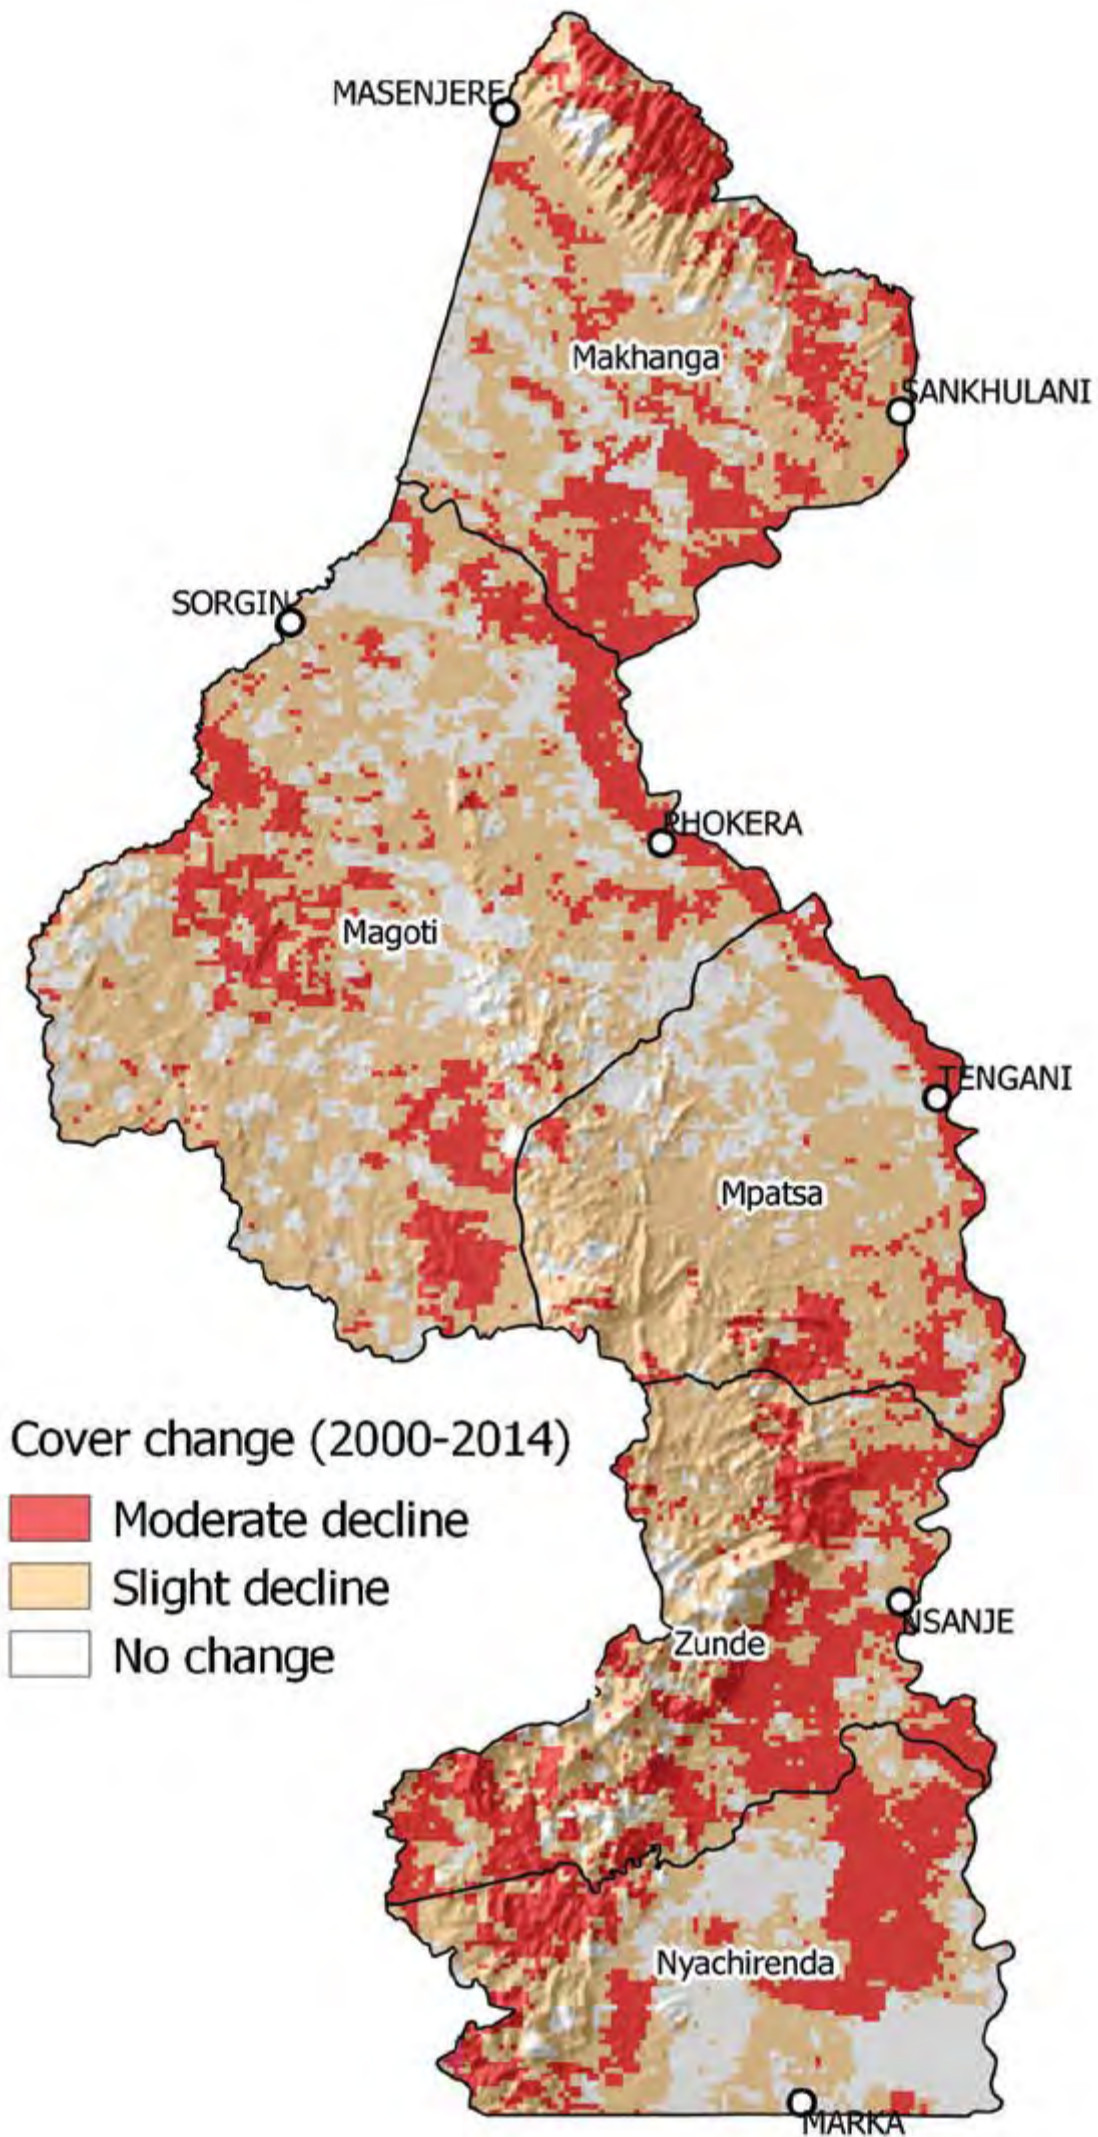 MASENJERE
Makhanga
SANKHULANI
SORGIN
PHOKERA
Magoti
TENGANI
Mpatsa
Cover change (2000-2014)
Moderate decline
Slight decline
No change
NSANJE
Zunde
Nyachirenda
MARKA